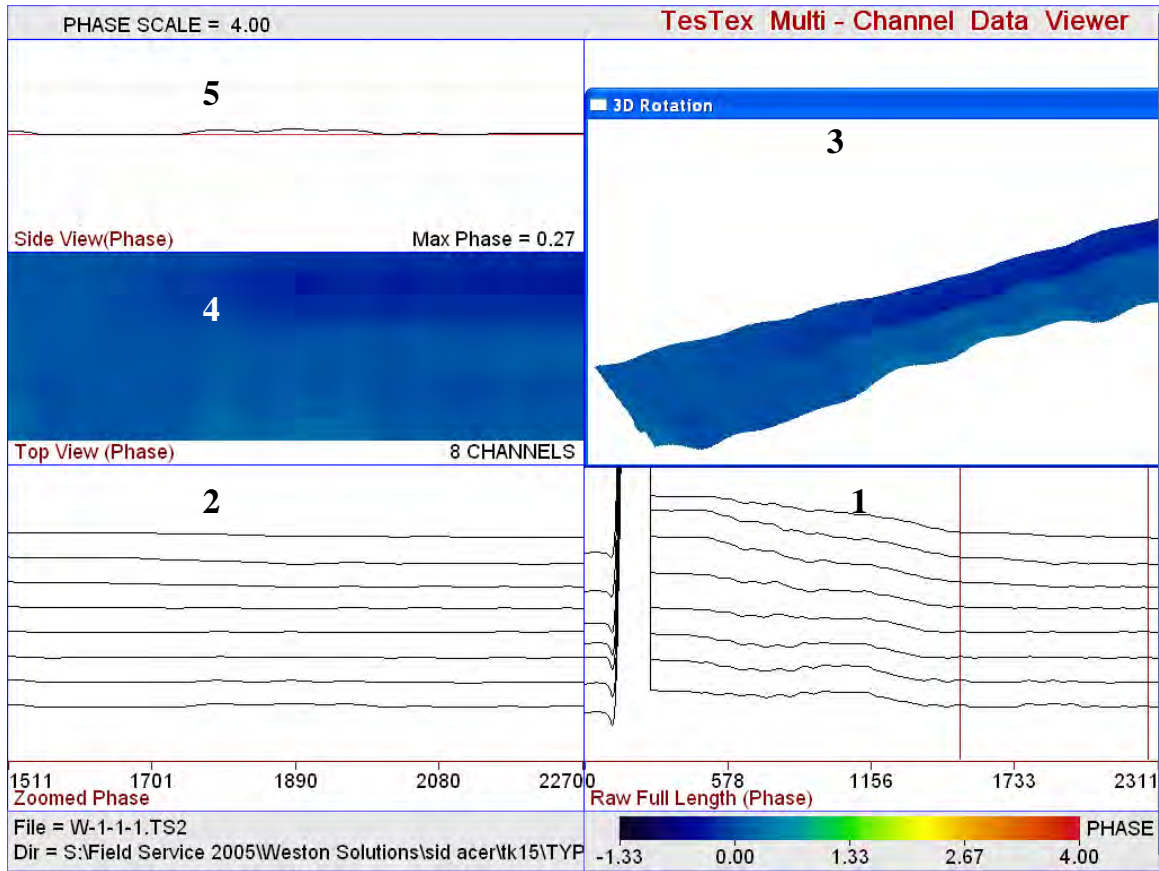 PHASE SCALE = 4.00
TesTex Multi - Channel Data Viewer
5
3D Rotation
3
Side View(Phase)
Max Phase = 0.27
4
Top View (Phase)
8 CHANNELS
2
1
1511 1701 1890 2080 2270
0 578 1156 1733 2311
Zoomed Phase
Raw Full Length (Phase)
File = W-1-1-1.TS2
Dir = S:\Field Service 2005\Weston Solutions\sid acer\tk15\TYP
PHASE
-1.33 0.00 1.33 2.67 4.00